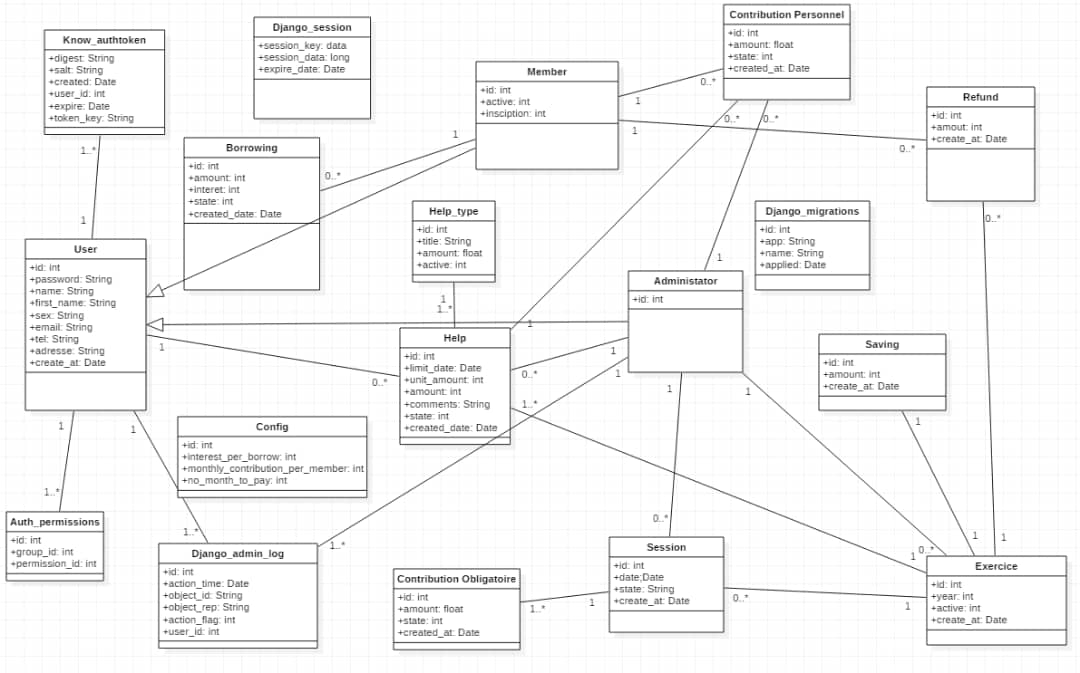 Know_authtoken
+digest: String
+salt: String
+created: Date
+user_id: int
+expire: Date
+token_key: String
Django_session
+session_key: data
+session_data: long
+expire_date: Date
Member
+id: int
+active: int
+insciption: int
Contribution Personnel
+id: int
+amount: float
+state: int
+created_at: Date
Refund
+id: int
+amout: int
+create_at: Date
Borrowing
+id: int
+amount: int
+interet: int
+state: int
+created_date: Date
Help_type
+id: int
+title: String
+amount: float
+active: int
Django_migrations
+id: int
+app: String
+name: String
+applied: Date
User
+id: int
+password: String
+name: String
+first_name: String
+sex: String
+email: String
+tel: String
+adresse: String
+create_at: Date
Administator
+id: int
Help
+id: int
+limit_date: Date
+unit_amount: int
+amount: int
+comments: String
+state: int
+created_date: Date
Saving
+id: int
+amount: int
+create_at: Date
Config
+id: int
+interest_per_borrow: int
+monthly_contribution_per_member: int
+no_month_to_pay: int
Auth_permissions
+id: int
+group_id: int
+permission_id: int
Django_admin_log
+id: int
+action_time: Date
+object_id: String
+object_rep: String
+action_flag: int
+user_id: int
Contribution Obligatoire
+id: int
+amount: float
+state: int
+created_at: Date
Session
+id: int
+date;Date
+state: String
+create_at: Date
Exercice
+id: int
+year: int
+active: int
+create_at: Date
1..*
1
1
0..*
1
0..*
1
0..*
0..*
0..*
1
0..*
1
1..*
1
1
0..*
1
0..*
1
1..*
1
1
1
1..*
1
1..*
1..*
0..*
1
1
1
0..*
1
1..*
1
0..*
1